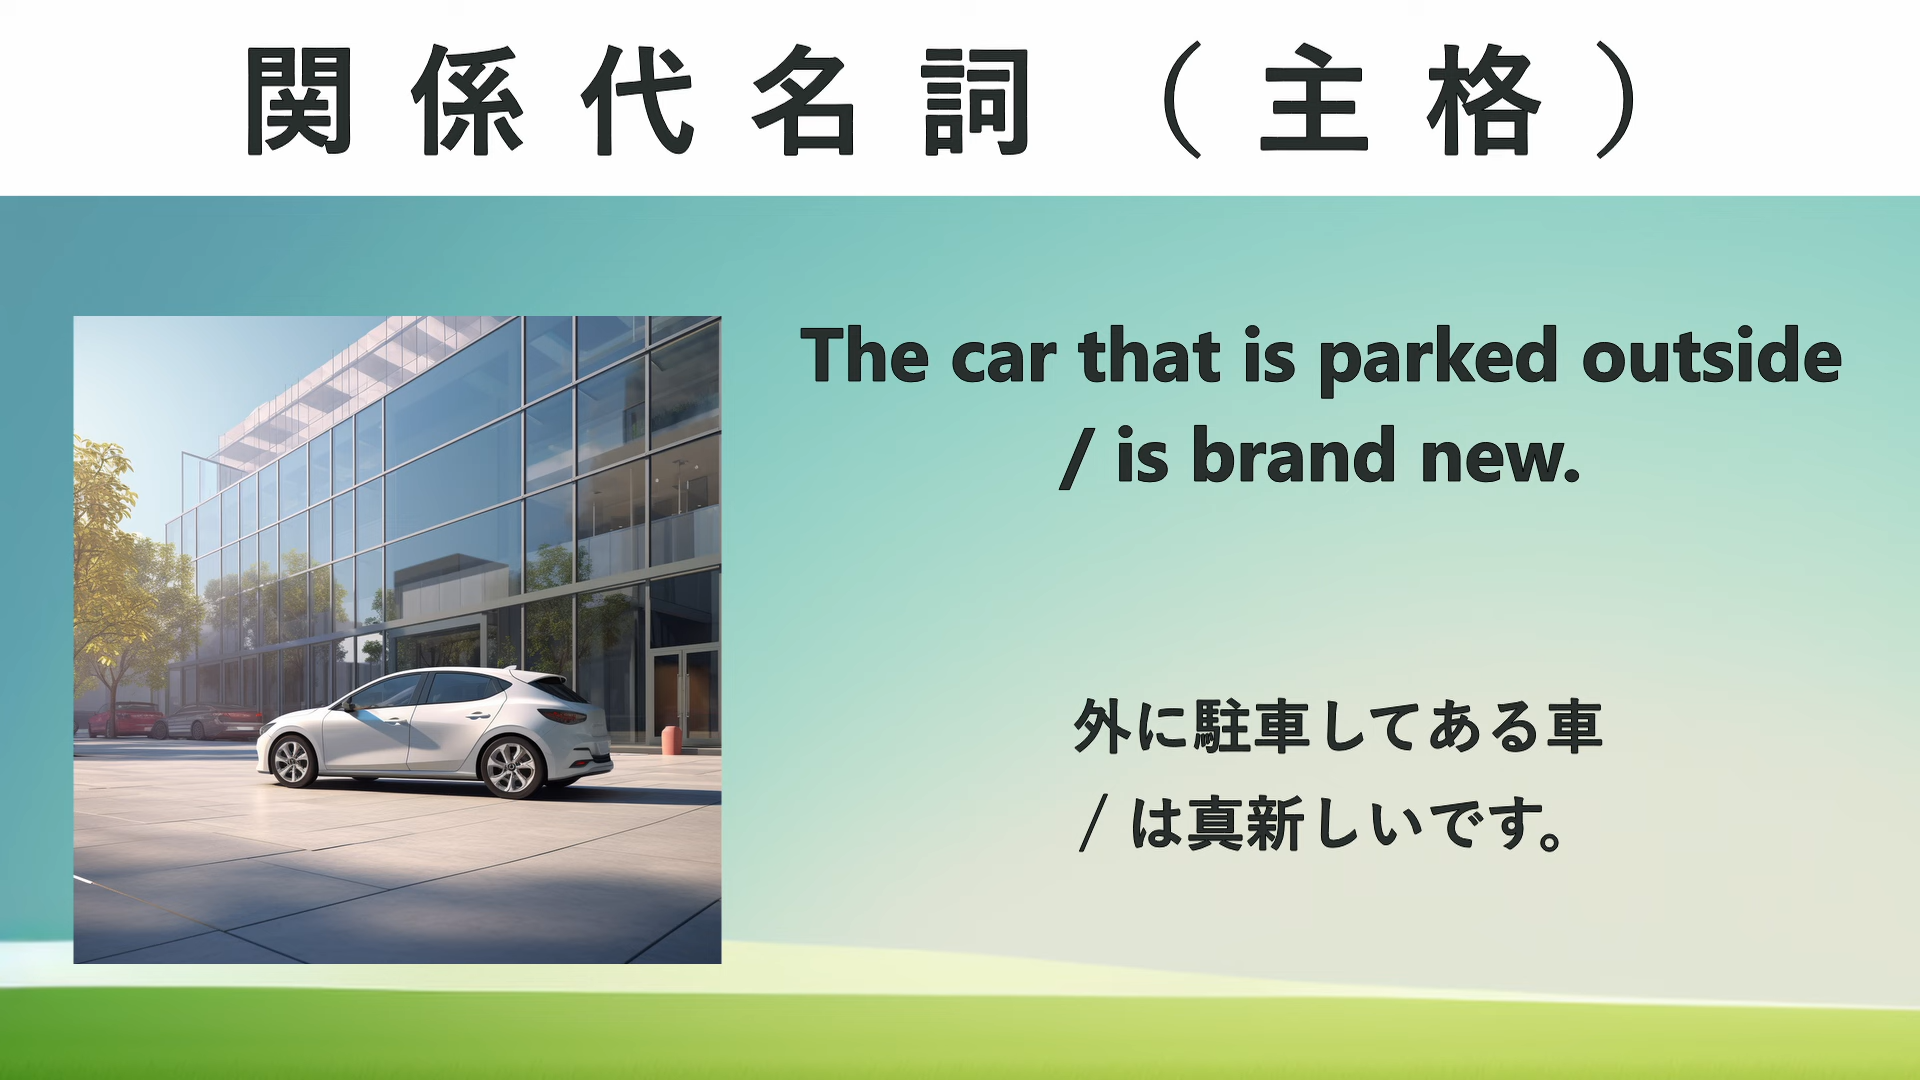 関係代名詞（主格）
The car that is parked outside
/ is brand new.
外に駐車してある車
/ は真新しいです。